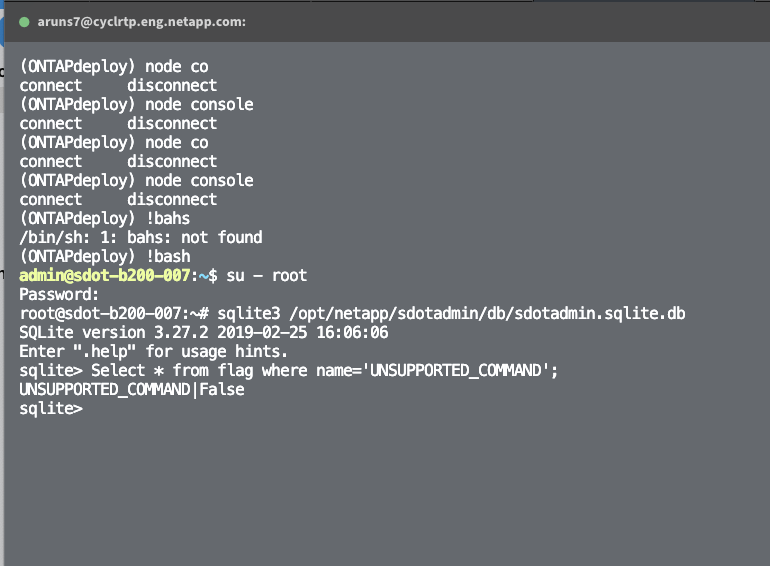 aruns7@cyclrtp.eng.netapp.com:
(ONTAPdeploy) node co
connect     disconnect
(ONTAPdeploy) node console
connect     disconnect
(ONTAPdeploy) node co
connect     disconnect
(ONTAPdeploy) node console
connect     disconnect
(ONTAPdeploy) !bahs
/bin/sh: 1: bahs: not found
(ONTAPdeploy) !bash
admin@sdot-b200-007:~$ su - root
Password:
root@sdot-b200-007:~# sqlite3 /opt/netapp/sdotadmin/db/sdotadmin.sqlite.db
SQLite version 3.27.2 2019-02-25 16:06:06
Enter ".help" for usage hints.
sqlite> Select * from flag where name='UNSUPPORTED_COMMAND';
UNSUPPORTED_COMMAND|False
sqlite>